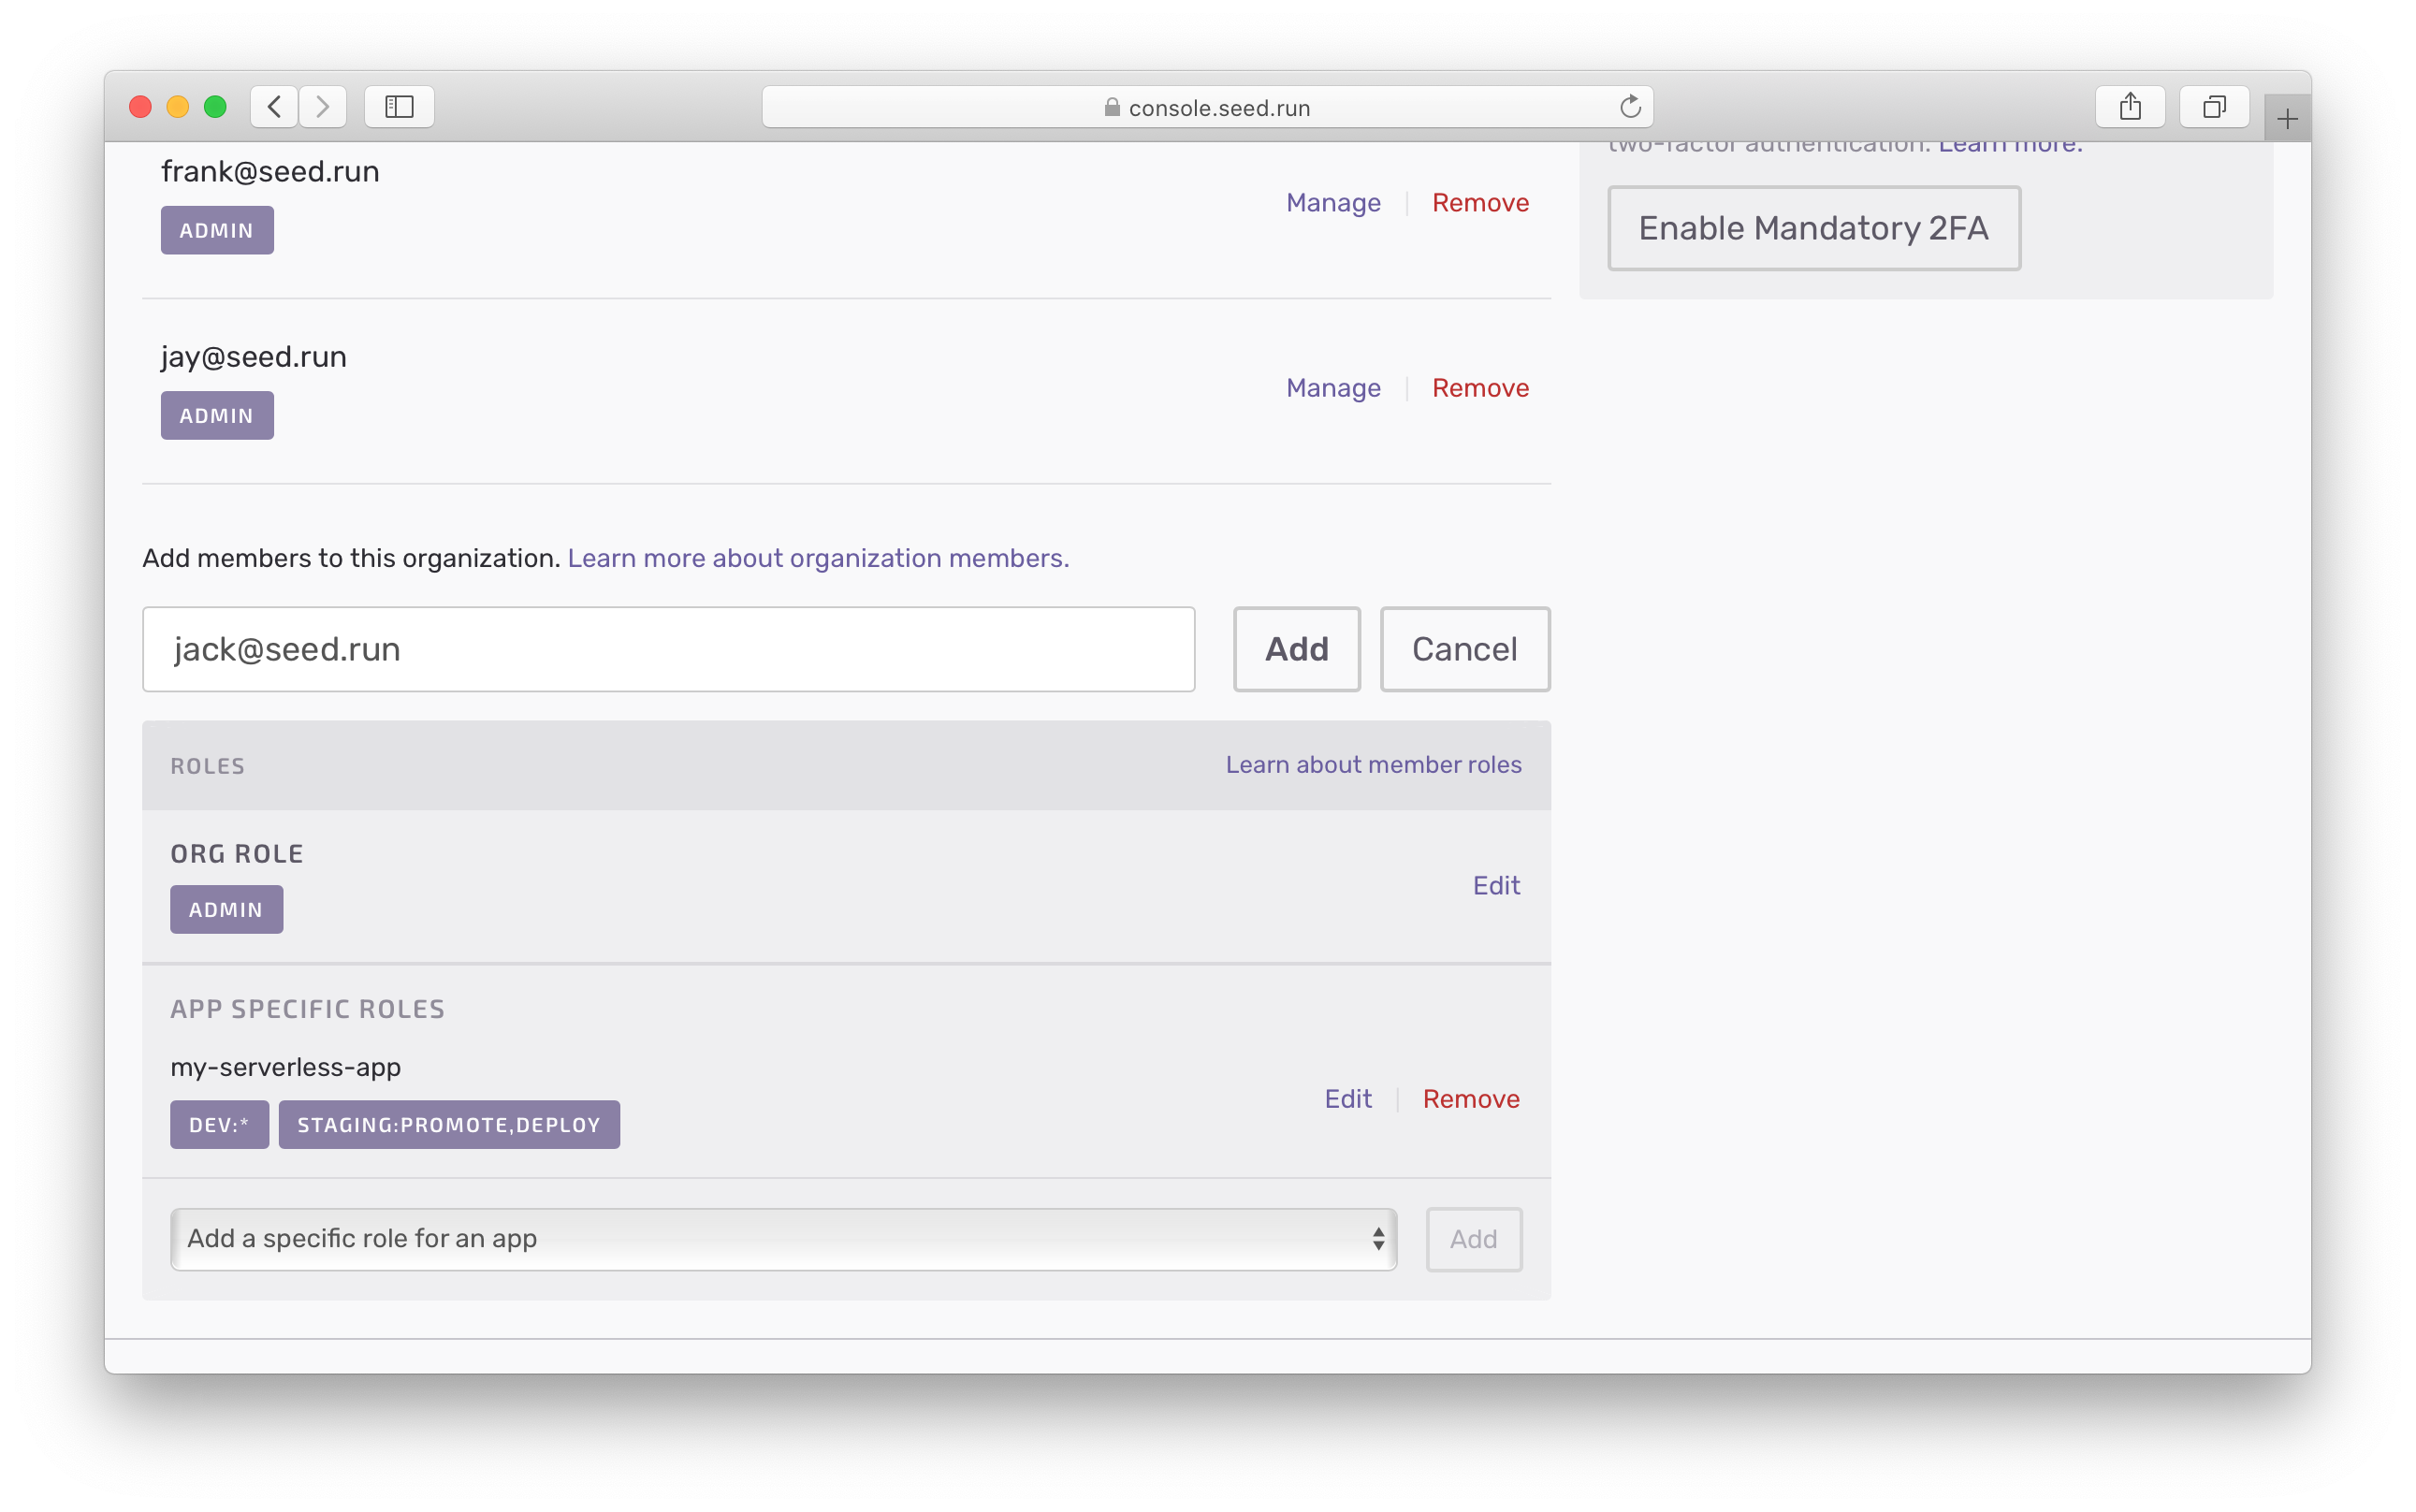 console.seed.run
frank@seed.run
ADMIN
Manage
Remove
two-factor authentication. Learn more.
Enable Mandatory 2FA
jay@seed.run
ADMIN
Manage
Remove
Add members to this organization. Learn more about organization members.
jack@seed.run
Add
Cancel
ROLES
Learn about member roles
ORG ROLE
ADMIN
Edit
APP SPECIFIC ROLES
my-serverless-app
DEV:*
STAGING:PROMOTE,DEPLOY
Edit
Remove
Add a specific role for an app
Add